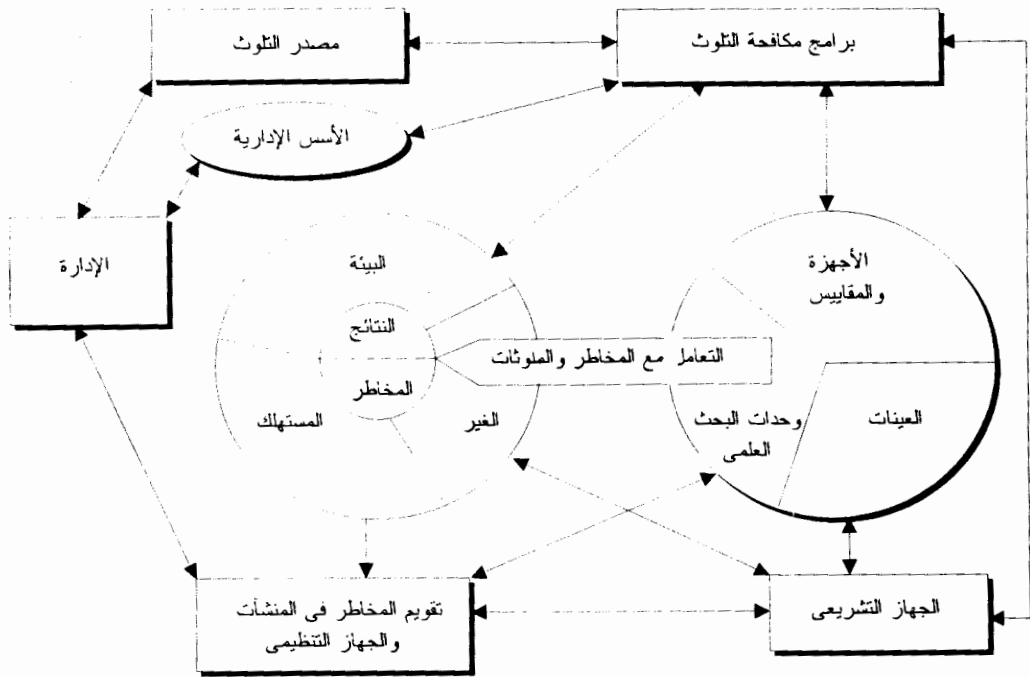 برامج مكافحة التلوث
مصدر التلوث
الأسس الإدارية
الإدارة
البيئة
النتائج
المخاطر
المستهلك
الغير
التعامل مع المخاطر والملوثات
الأجهزة
والمقاييس
العينات
وحدات البحث
العلمى
الجهاز التشريعى
تقويم المخاطر فى المنشآت
والجهاز التنظيمى